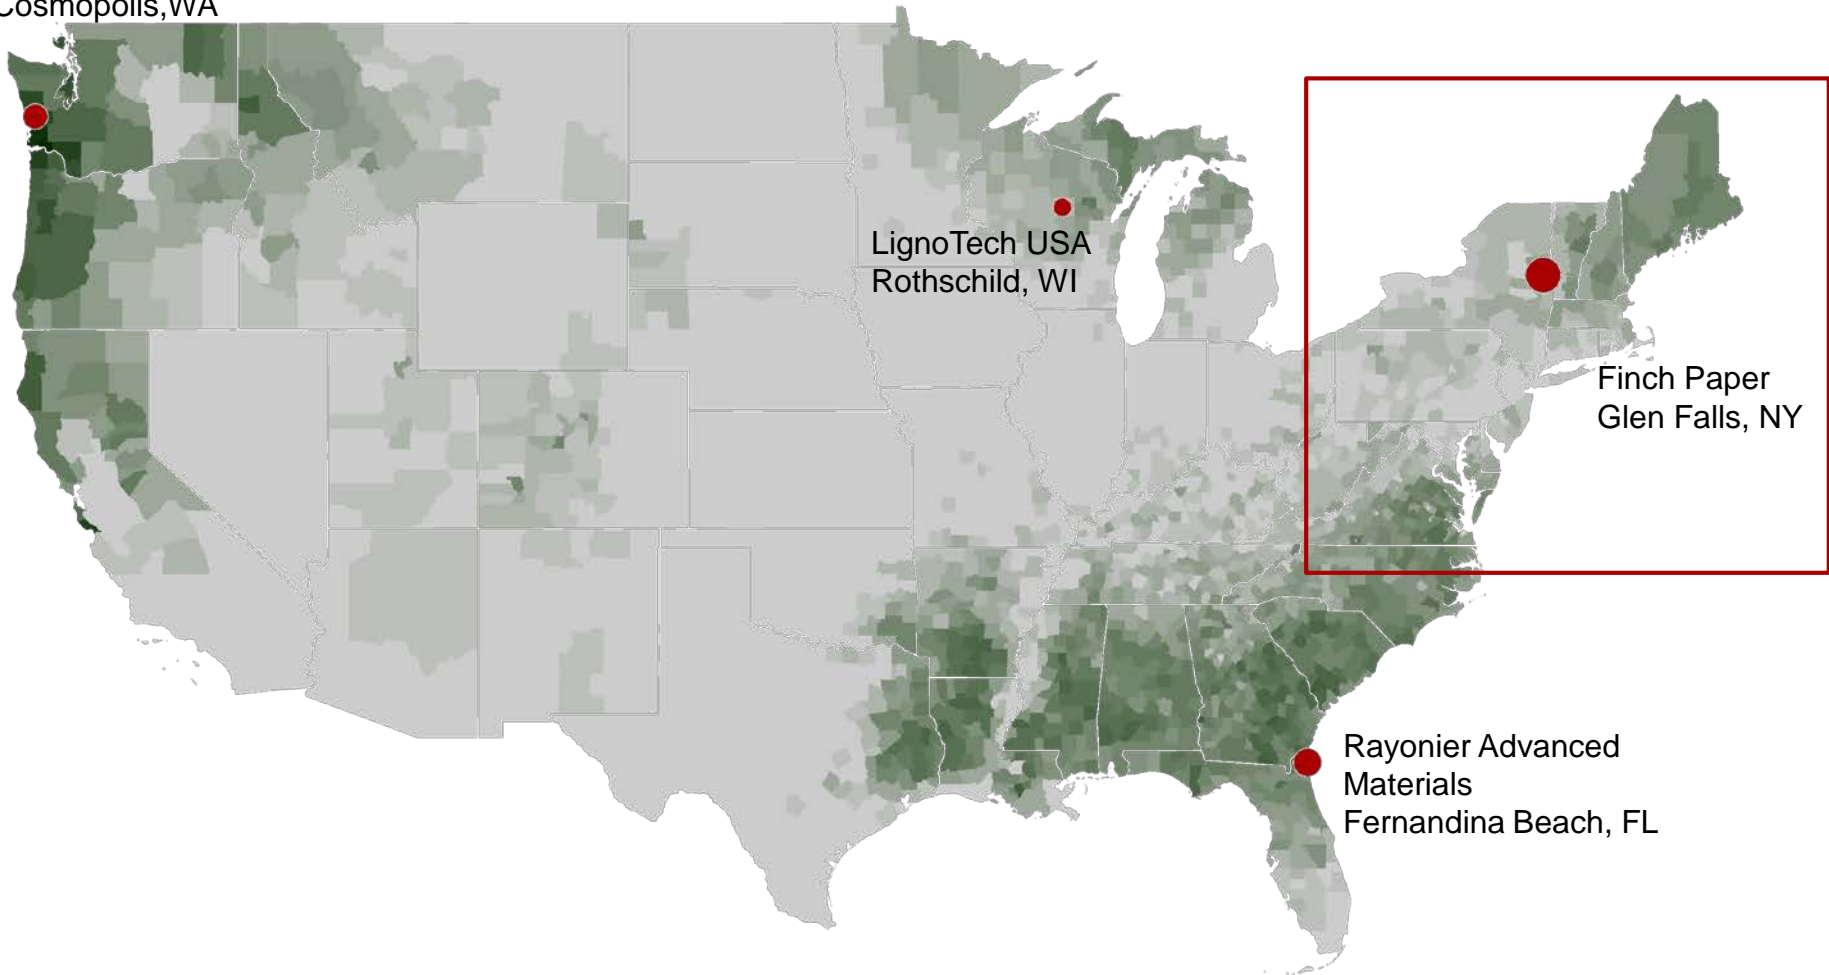 Cosmopolis,WA
LignoTech USA
Rothschild, WI
Finch Paper
Glen Falls, NY
Rayonier Advanced
Materials
Fernandina Beach, FL